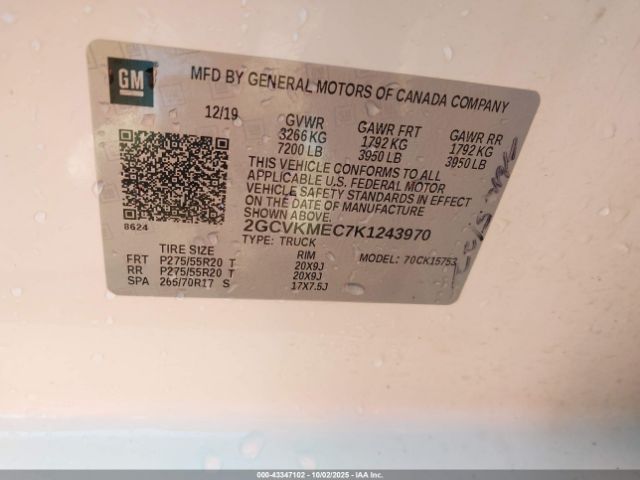 GM
MFD BY GENERAL MOTORS OF CANADA COMPANY
12/19 GVWR GAWR FRT GAWR RR
3266 KG 1792 KG 1792 KG
7200 LB 3950 LB 3950 LB
THIS VEHICLE CONFORMS TO ALL
APPLICABLE U.S. FEDERAL MOTOR
VEHICLE SAFETY STANDARDS IN EFFECT
ON THE DATE OF MANUFACTURE
SHOWN ABOVE.
8624
2GCVKMEC7K1243970
TYPE: TRUCK
MODEL: 70CK15753
TIRE SIZE RIM
FRT P275/55R20 T 20X9J
RR P275/55R20 T 20X9J
SPA 265/70R17 S 17X7.5J
000-43347102 - 10/02/2025 - IAA Inc.